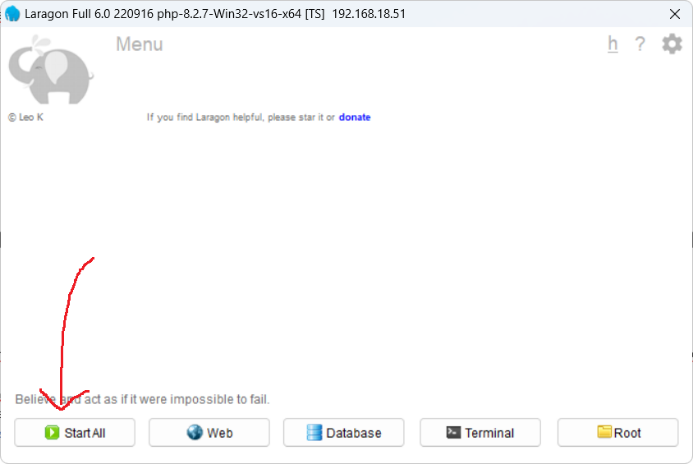 Laragon Full 6.0 220916 php-8.2.7-Win32-vs16-x64 [TS] 192.168.18.51
Menu
h ?
© Leo K
If you find Laragon helpful, please star it or donate
Believe and act as if it were impossible to fail.
Start All
Web
Database
Terminal
Root